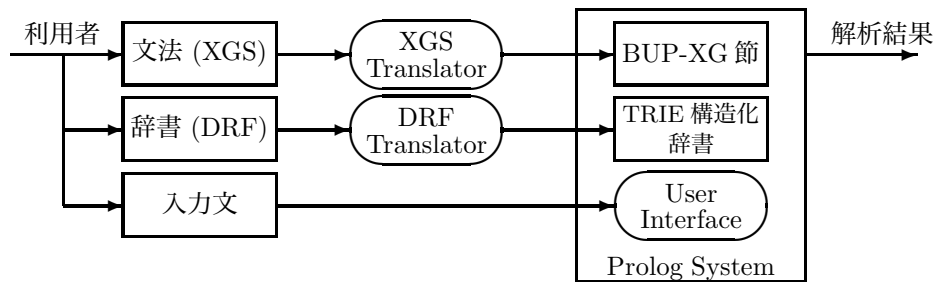 利用者
文法 (XGS)
XGS
Translator
BUP-XG 節
解析結果
辞書 (DRF)
DRF
Translator
TRIE 構造化
辞書
入力文
User
Interface
Prolog System